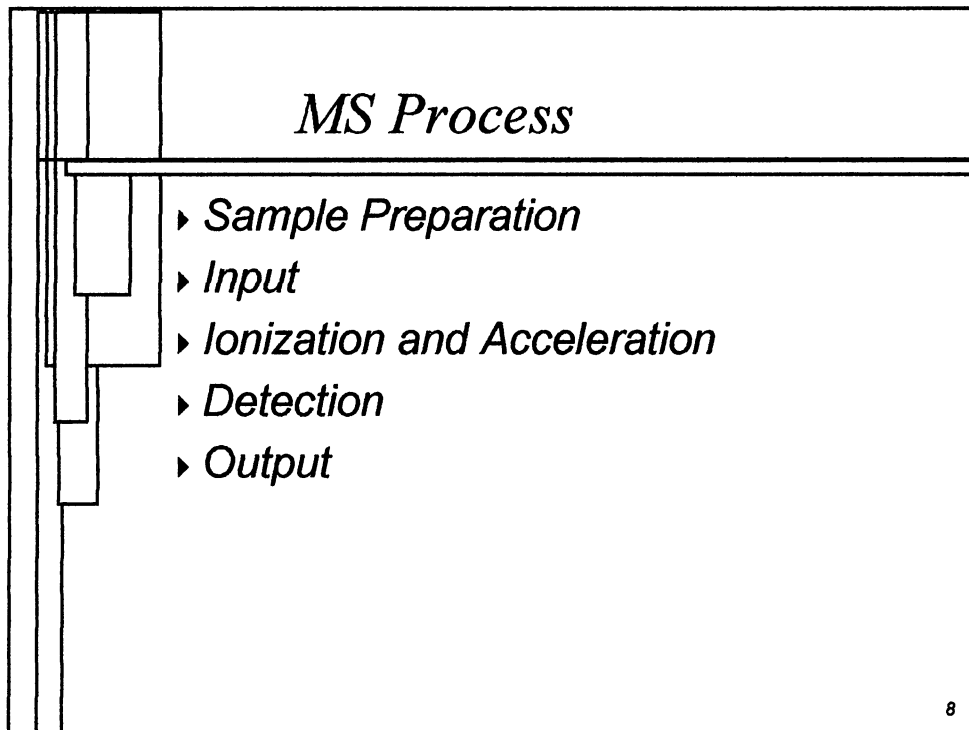 MS Process
▸ Sample Preparation
▸ Input
▸ Ionization and Acceleration
▸ Detection
▸ Output
8